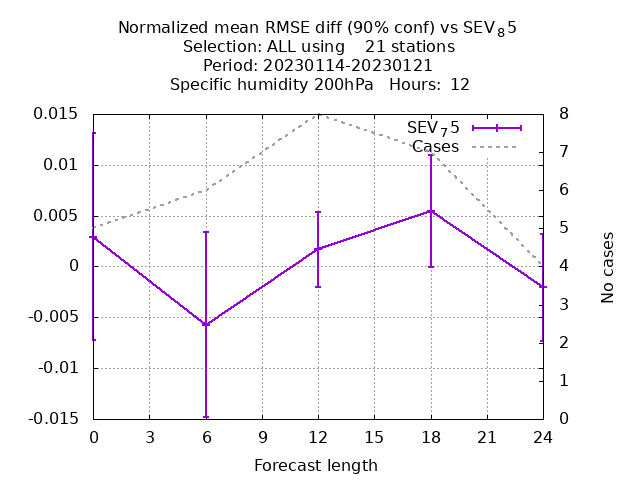 Normalized mean RMSE diff (90% conf) vs SEV₈5
Selection: ALL using    21 stations
Period: 20230114-20230121
Specific humidity 200hPa   Hours: 12
SEV₇5
Cases
0.015
0.01
0.005
0
-0.005
-0.01
-0.015
8
7
6
5
4
3
2
1
0
No cases
0 3 6 9 12 15 18 21 24
Forecast length